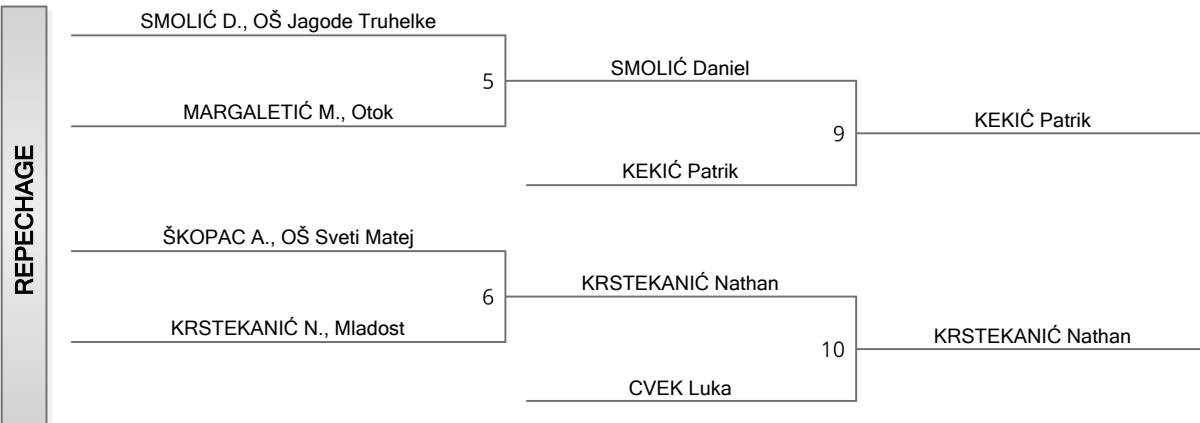 REPECHAGE
SMOLIĆ D., OŠ Jagode Truhelke
5
MARGALETIĆ M., Otok
SMOLIĆ Daniel
9
KEKIĆ Patrik
KEKIĆ Patrik
ŠKOPAC A., OŠ Sveti Matej
6
KRSTEKANIĆ N., Mladost
KRSTEKANIĆ Nathan
10
CVEK Luka
KRSTEKANIĆ Nathan